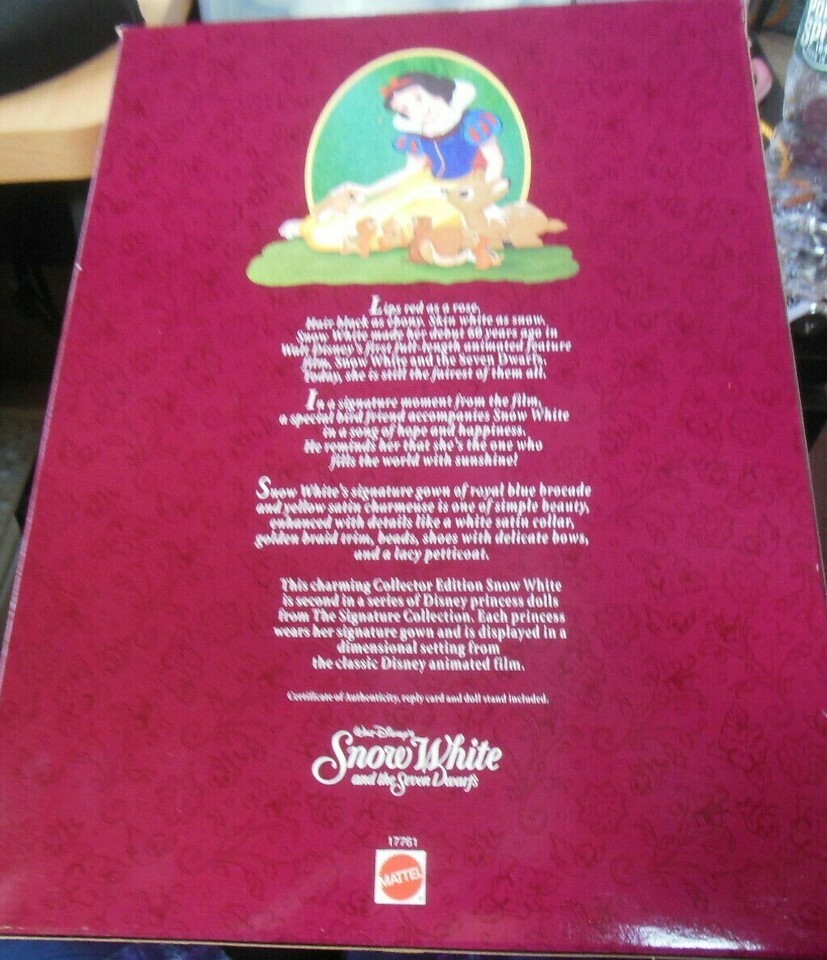 Lips red as a rose.
Hair black as ebony. Skin white as snow.
Snow White made her debut 60 years ago in
Walt Disney's first full-length animated feature
film, Snow White and the Seven Dwarfs.
Today, she is still the fairest of them all.
In a signature moment from the film,
a special bird friend accompanies Snow White
in a song of hope and happiness.
He reminds her that she's the one who
fills the world with sunshine!
Snow White's signature gown of royal blue brocade
and yellow satin charmeuse is one of simple beauty,
enhanced with details like a white satin collar,
golden braid trim, beads, shoes with delicate bows,
and a lacy petticoat.
This charming Collector Edition Snow White
is second in a series of Disney princess dolls
from The Signature Collection. Each princess
wears her signature gown and is displayed in a
dimensional setting from
the classic Disney animated film.
Certificate of Authenticity, reply card and doll stand included.
Walt Disney's
Snow White
and the Seven Dwarfs
17761
MATTEL